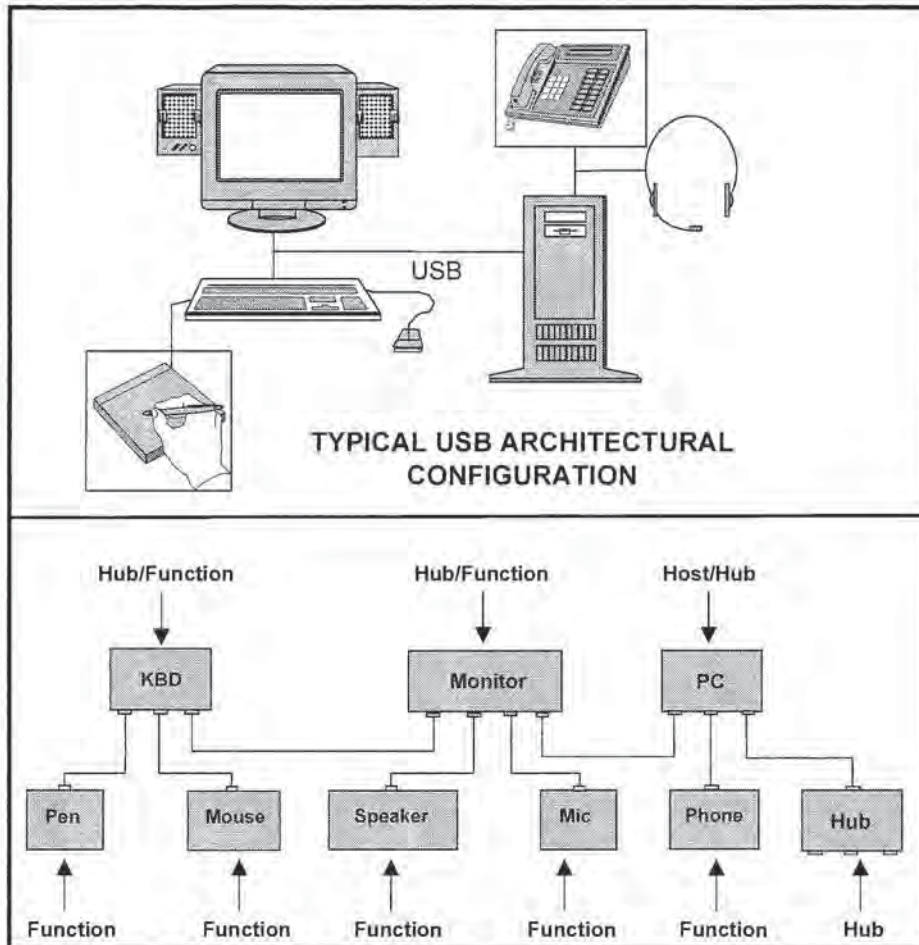 USB
TYPICAL USB ARCHITECTURAL
CONFIGURATION
Hub/Function
Hub/Function
Host/Hub
KBD
Monitor
PC
Pen
Mouse
Speaker
Mic
Phone
Hub
Function
Function
Function
Function
Function
Hub